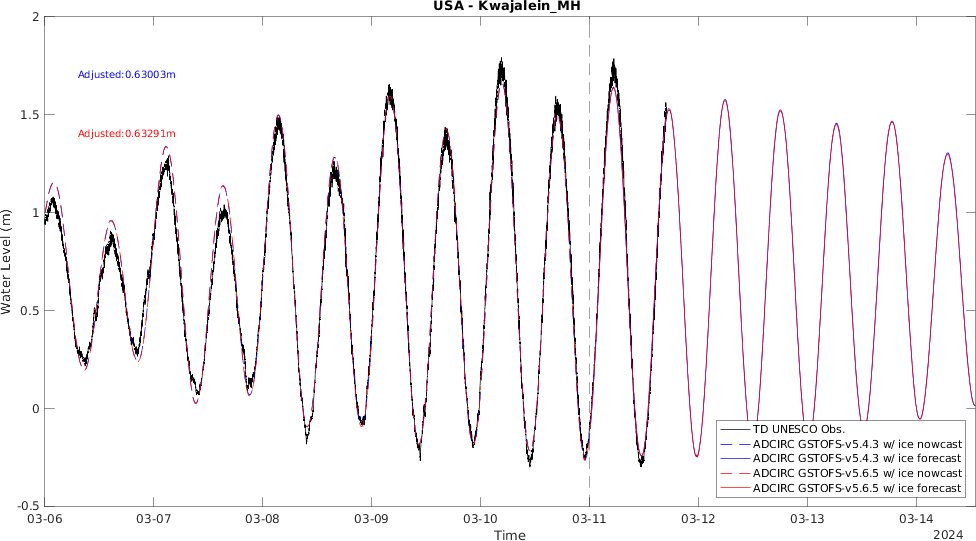 USA - Kwajalein_MH
2
1.5
1
0.5
0
-0.5
Water Level (m)
Adjusted:0.63003m
Adjusted:0.63291m
TD UNESCO Obs.
ADCIRC GSTOFS-v5.4.3 w/ ice nowcast
ADCIRC GSTOFS-v5.4.3 w/ ice forecast
ADCIRC GSTOFS-v5.6.5 w/ ice nowcast
ADCIRC GSTOFS-v5.6.5 w/ ice forecast
03-06 03-07 03-08 03-09 03-10 03-11 03-12 03-13 03-14
Time
2024